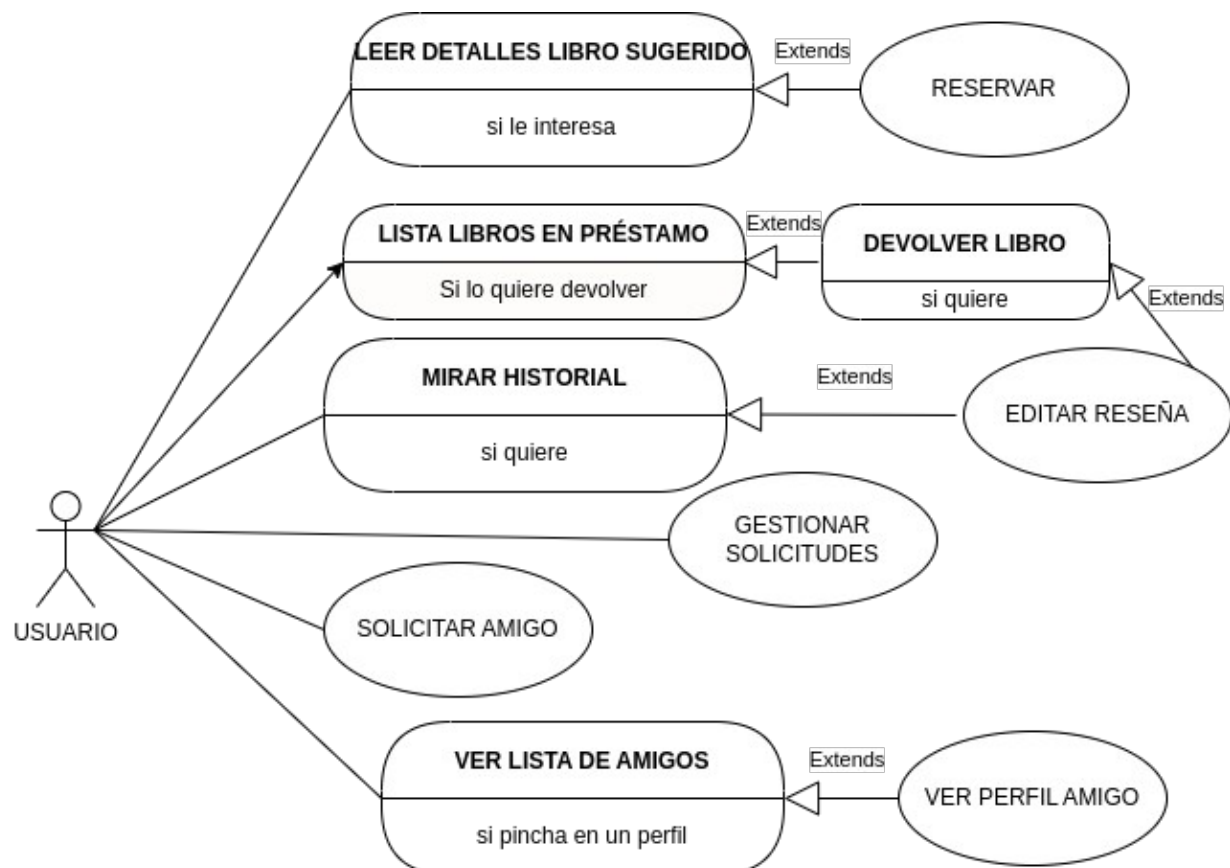 LEER DETALLES LIBRO SUGERIDO
si le interesa
Extends
RESERVAR
LISTA LIBROS EN PRÉSTAMO
Si lo quiere devolver
Extends
DEVOLVER LIBRO
si quiere
Extends
MIRAR HISTORIAL
si quiere
Extends
EDITAR RESEÑA
GESTIONAR
SOLICITUDES
USUARIO
SOLICITAR AMIGO
VER LISTA DE AMIGOS
si pincha en un perfil
Extends
VER PERFIL AMIGO